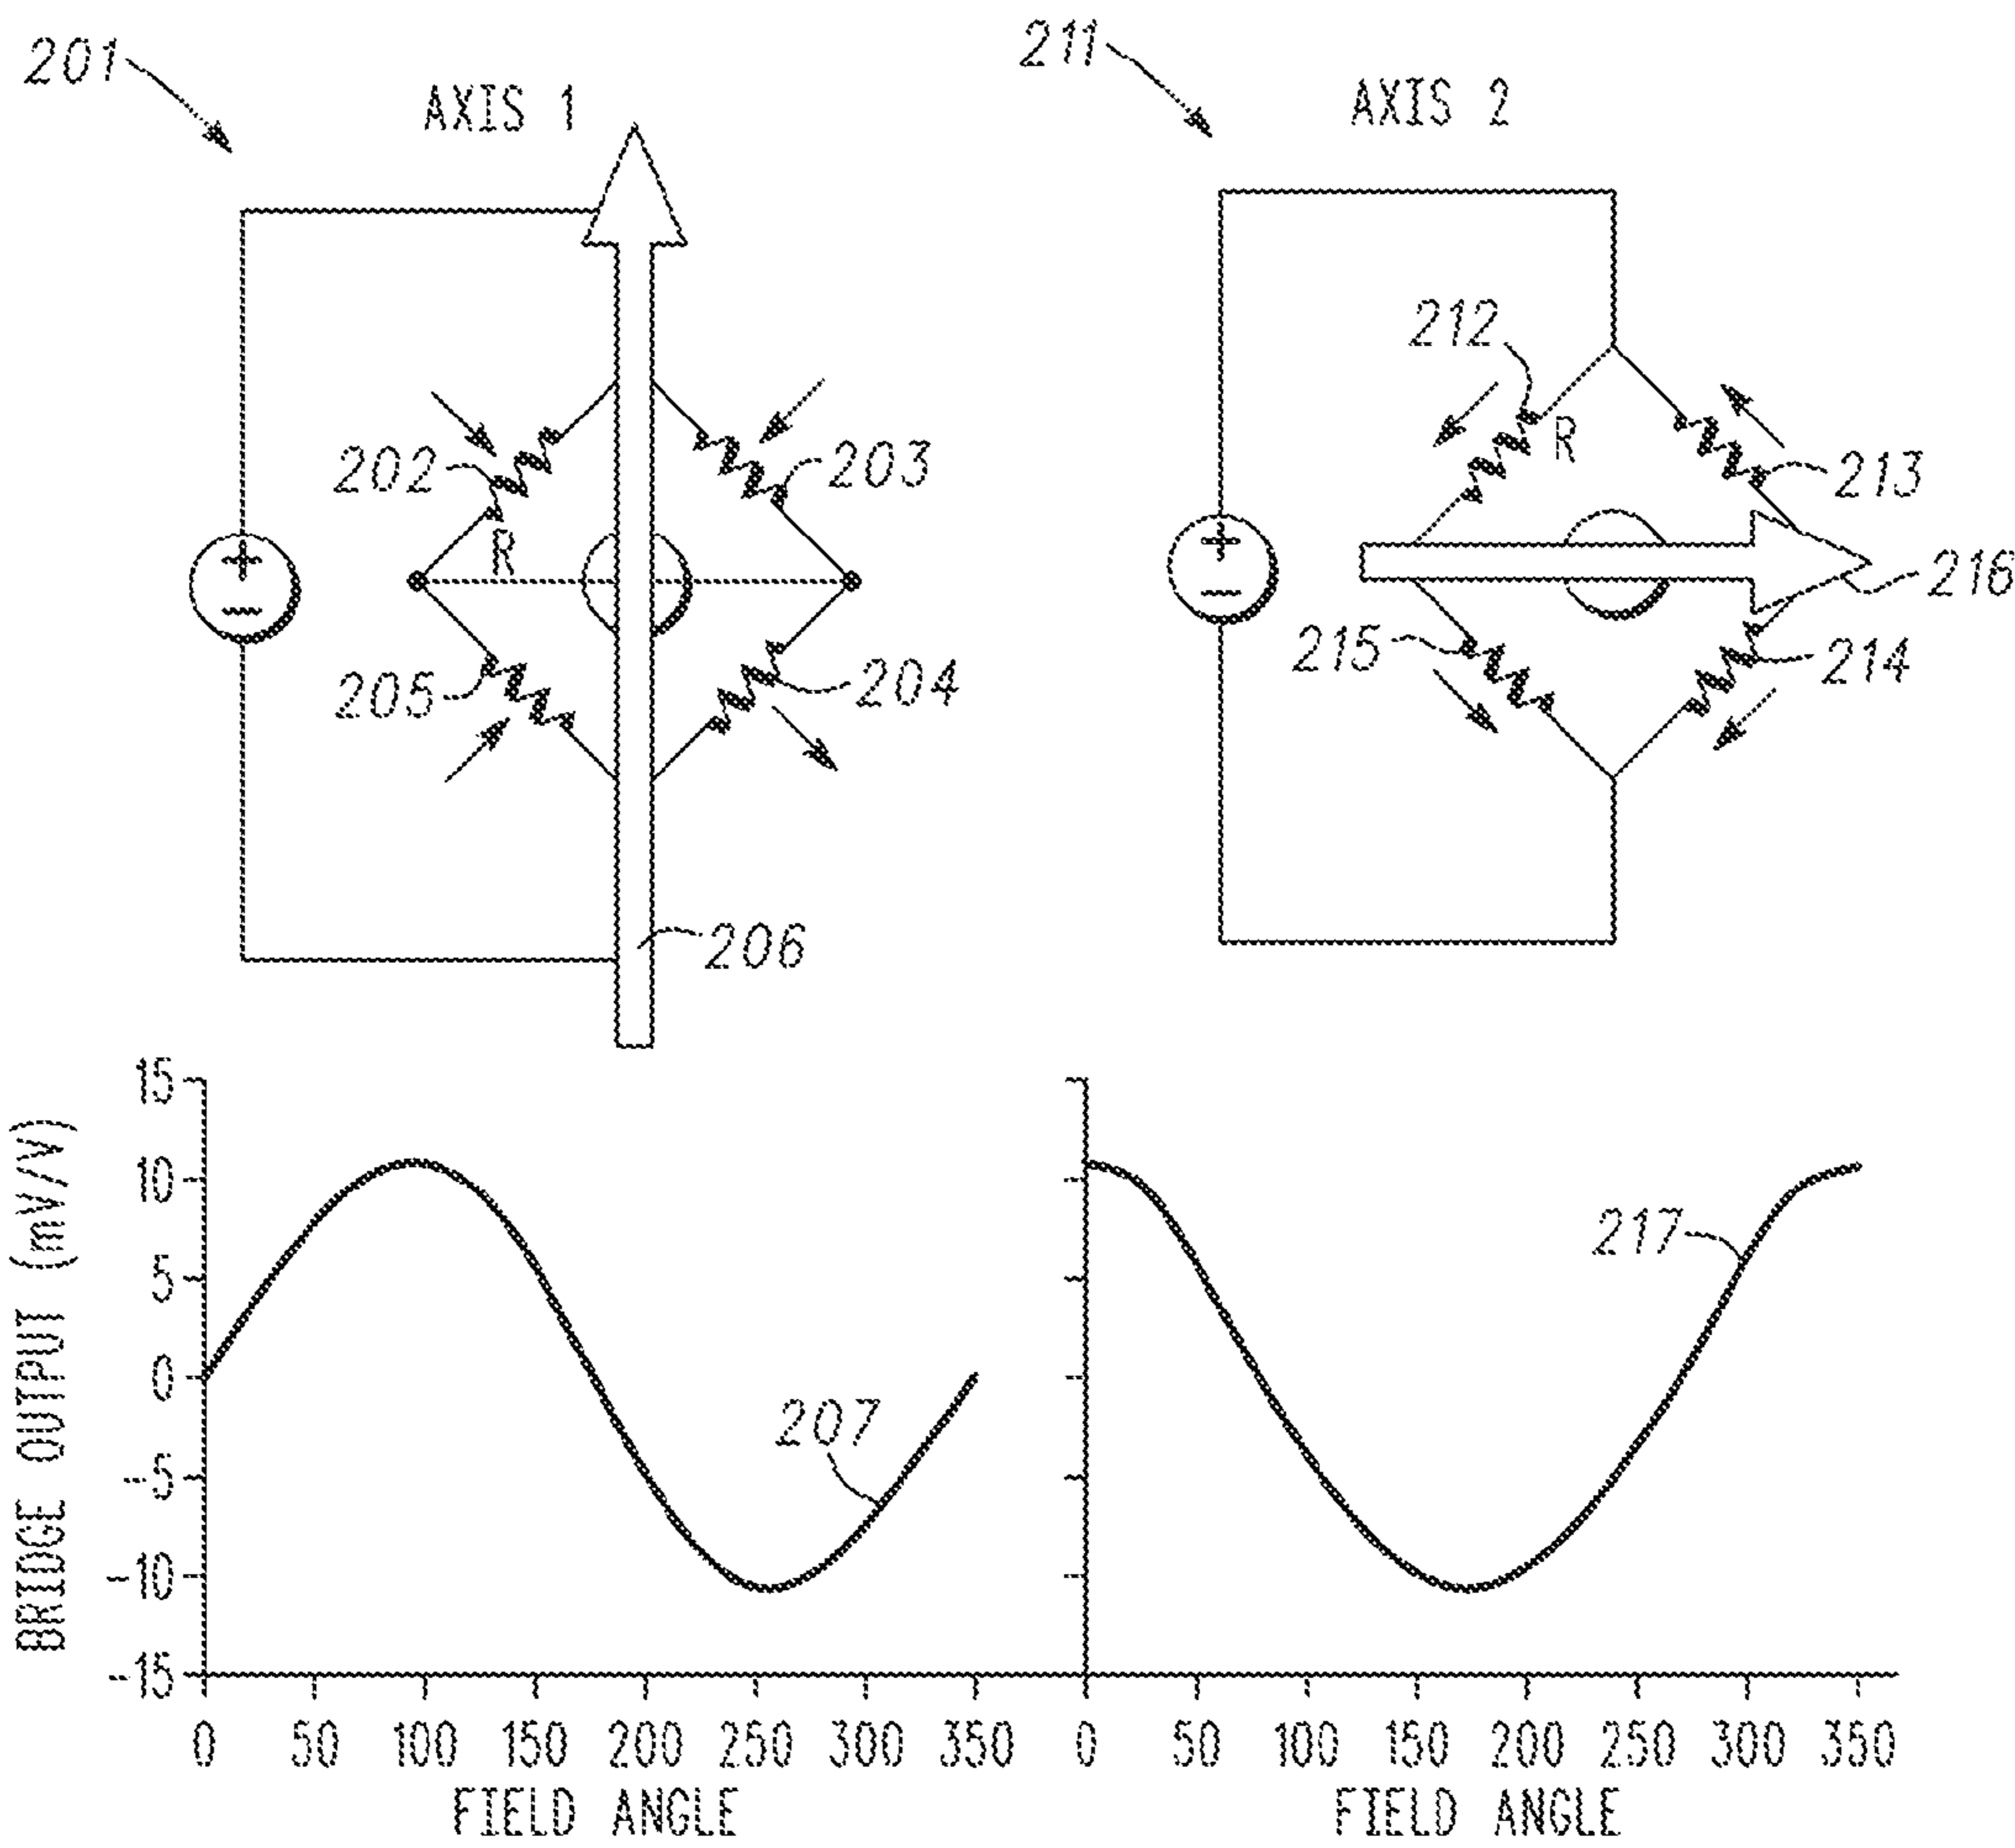 201
AXIS 1
202
203
R
205
204
+
−
206
211
AXIS 2
212
R
213
+
−
216
215
214
BRIDGE OUTPUT (mV/V)
15
10
5
0
-5
-10
-15
207
0 50 100 150 200 250 300 350
FIELD ANGLE
217
0 50 100 150 200 250 300 350
FIELD ANGLE